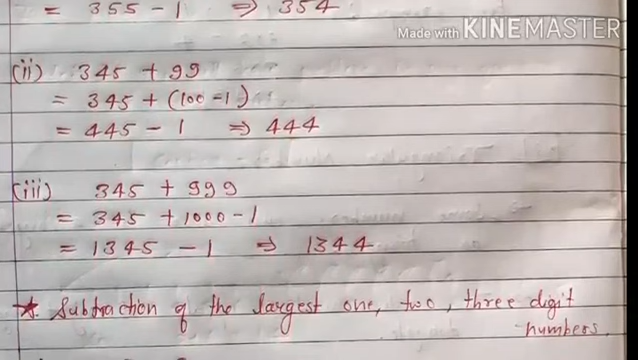 = 355 - 1 ⇒ 354
Made with KINEMASTER
(ii) 345 + 99
= 345 + (100 - 1)
= 445 - 1 ⇒ 444
(iii) 345 + 999
= 345 + 1000 - 1
= 1345 - 1 ⇒ 1344
* Subtraction of the largest one, two, three digit
numbers.